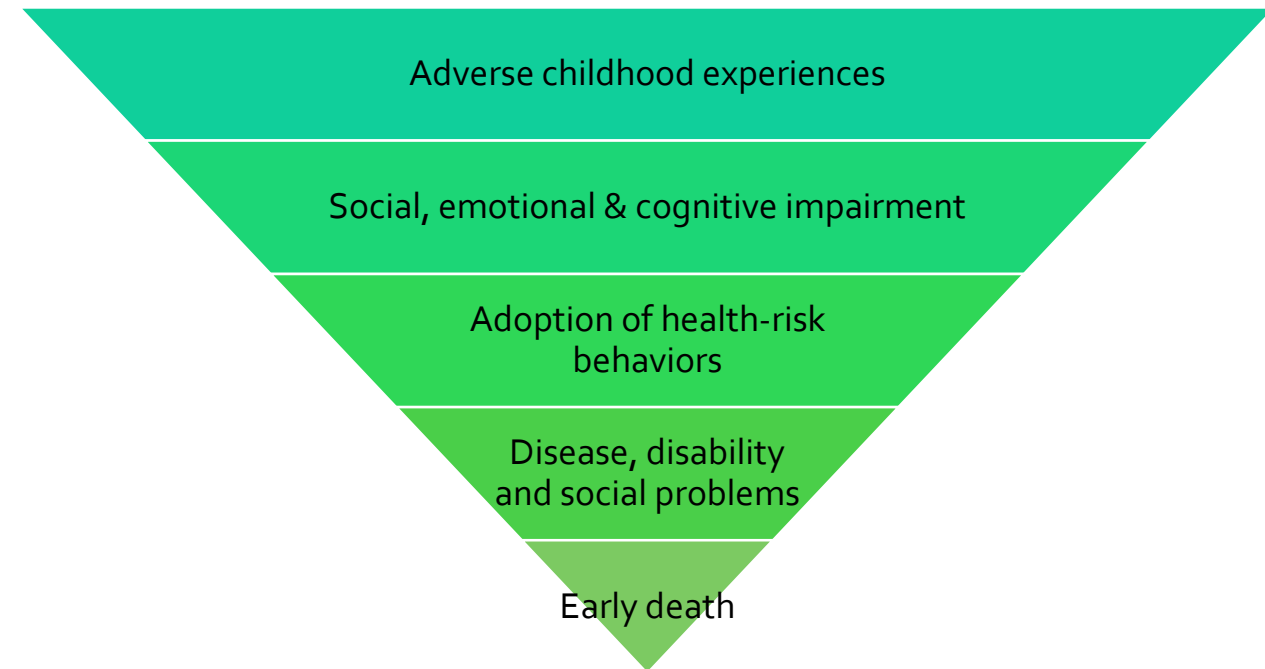 Adverse childhood experiences
Social, emotional & cognitive impairment
Adoption of health-risk
behaviors
Disease, disability
and social problems
Early death